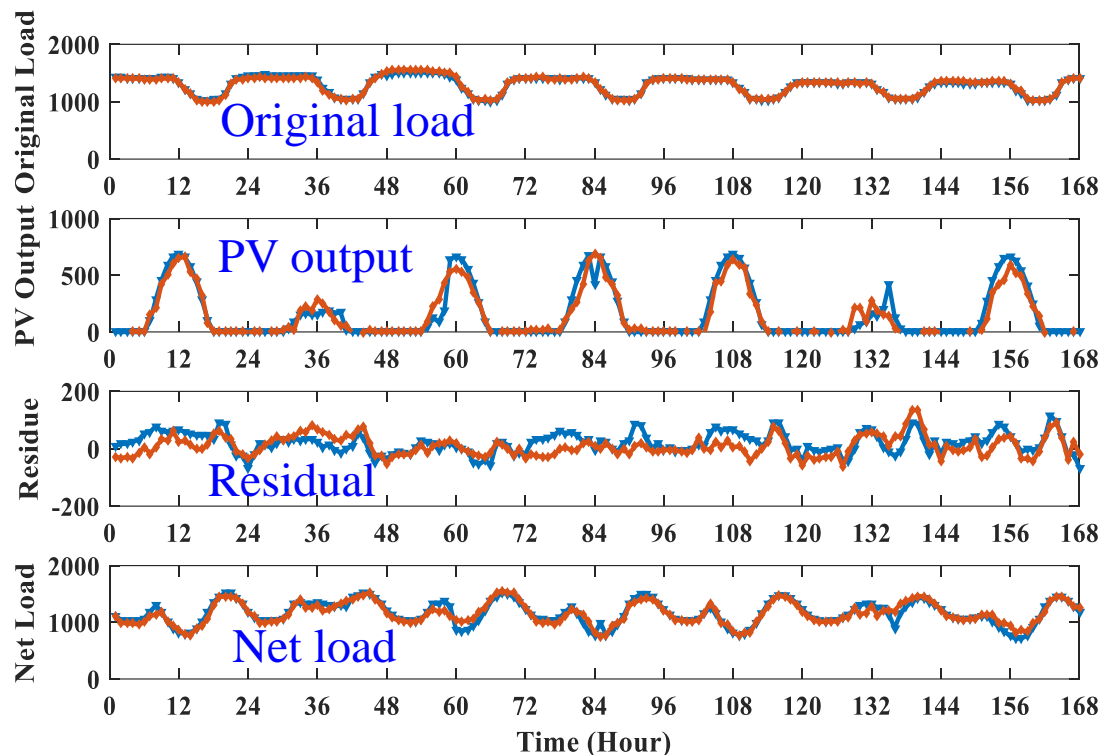 Original Load
2000
1000
0
Original load
0 12 24 36 48 60 72 84 96 108 120 132 144 156 168
PV Output
1000
500
0
PV output
0 12 24 36 48 60 72 84 96 108 120 132 144 156 168
Residue
200
0
-200
Residual
0 12 24 36 48 60 72 84 96 108 120 132 144 156 168
Net Load
2000
1000
0
Net load
0 12 24 36 48 60 72 84 96 108 120 132 144 156 168
Time (Hour)